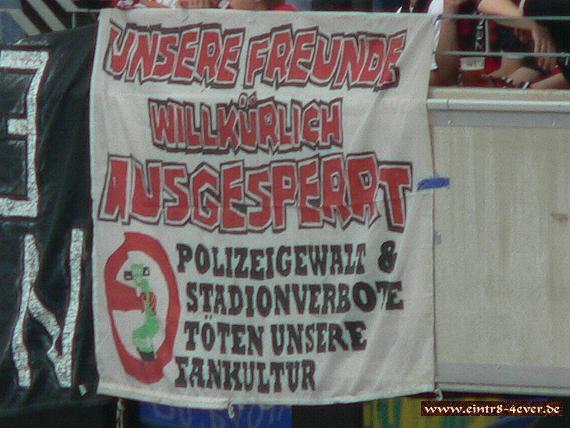 UNSERE FREUNDE
WILLKÜRLICH
AUSGESPERRT
POLIZEIGEWALT &
STADIONVERBOTE
TÖTEN UNSERE
FANKULTUR
www.eintr8-4ever.de